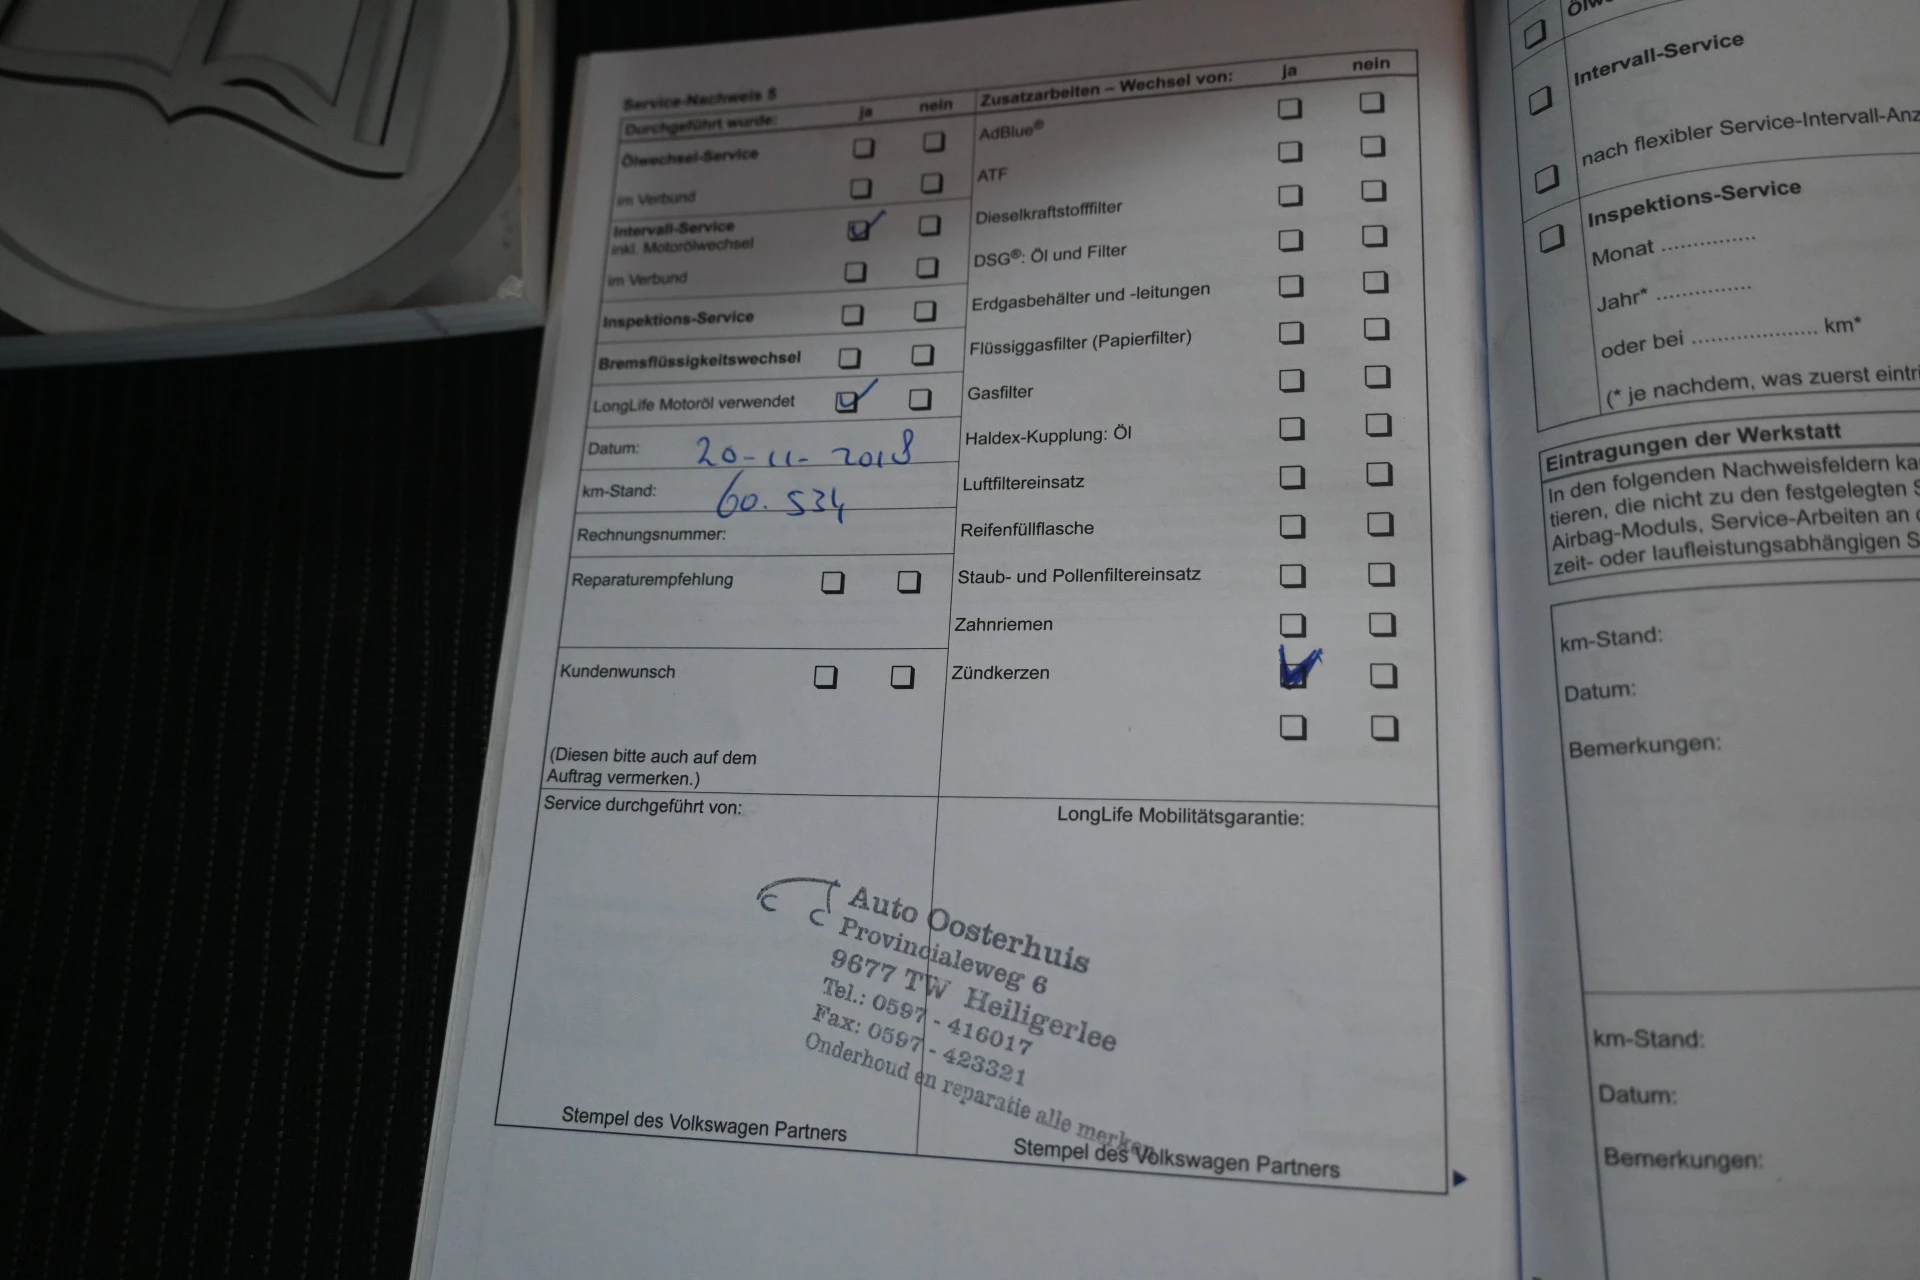 Service-Nachweis 5
Durchgeführt wurde: ja nein
Ölwechsel-Service
im Verbund
Intervall-Service
inkl. Motorölwechsel
im Verbund
Inspektions-Service
Bremsflüssigkeitswechsel
LongLife Motoröl verwendet
Datum: 20-11-2018
km-Stand: 60.534
Rechnungsnummer:
Reparaturempfehlung
Kundenwunsch
(Diesen bitte auch auf dem
Auftrag vermerken.)
Zusatzarbeiten – Wechsel von: ja nein
AdBlue®
ATF
Dieselkraftstofffilter
DSG®: Öl und Filter
Erdgasbehälter und -leitungen
Flüssiggasfilter (Papierfilter)
Gasfilter
Haldex-Kupplung: Öl
Luftfiltereinsatz
Reifenfüllflasche
Staub- und Pollenfiltereinsatz
Zahnriemen
Zündkerzen
Service durchgeführt von:
LongLife Mobilitätsgarantie:
Auto Oosterhuis
Provincialeweg 6
9677 TW Heiligerlee
Tel.: 0597 - 416017
Fax: 0597 - 423321
Onderhoud en reparatie alle merken
Stempel des Volkswagen Partners
Stempel des Volkswagen Partners
Intervall-Service
nach flexibler Service-Intervall-Anz
Inspektions-Service
Monat ...............
Jahr* ...............
oder bei .................... km*
(* je nachdem, was zuerst eintri
Eintragungen der Werkstatt
In den folgenden Nachweisfeldern ka
tieren, die nicht zu den festgelegten S
Airbag-Moduls, Service-Arbeiten an
zeit- oder laufleistungsabhängigen S
km-Stand:
Datum:
Bemerkungen:
km-Stand:
Datum:
Bemerkungen: